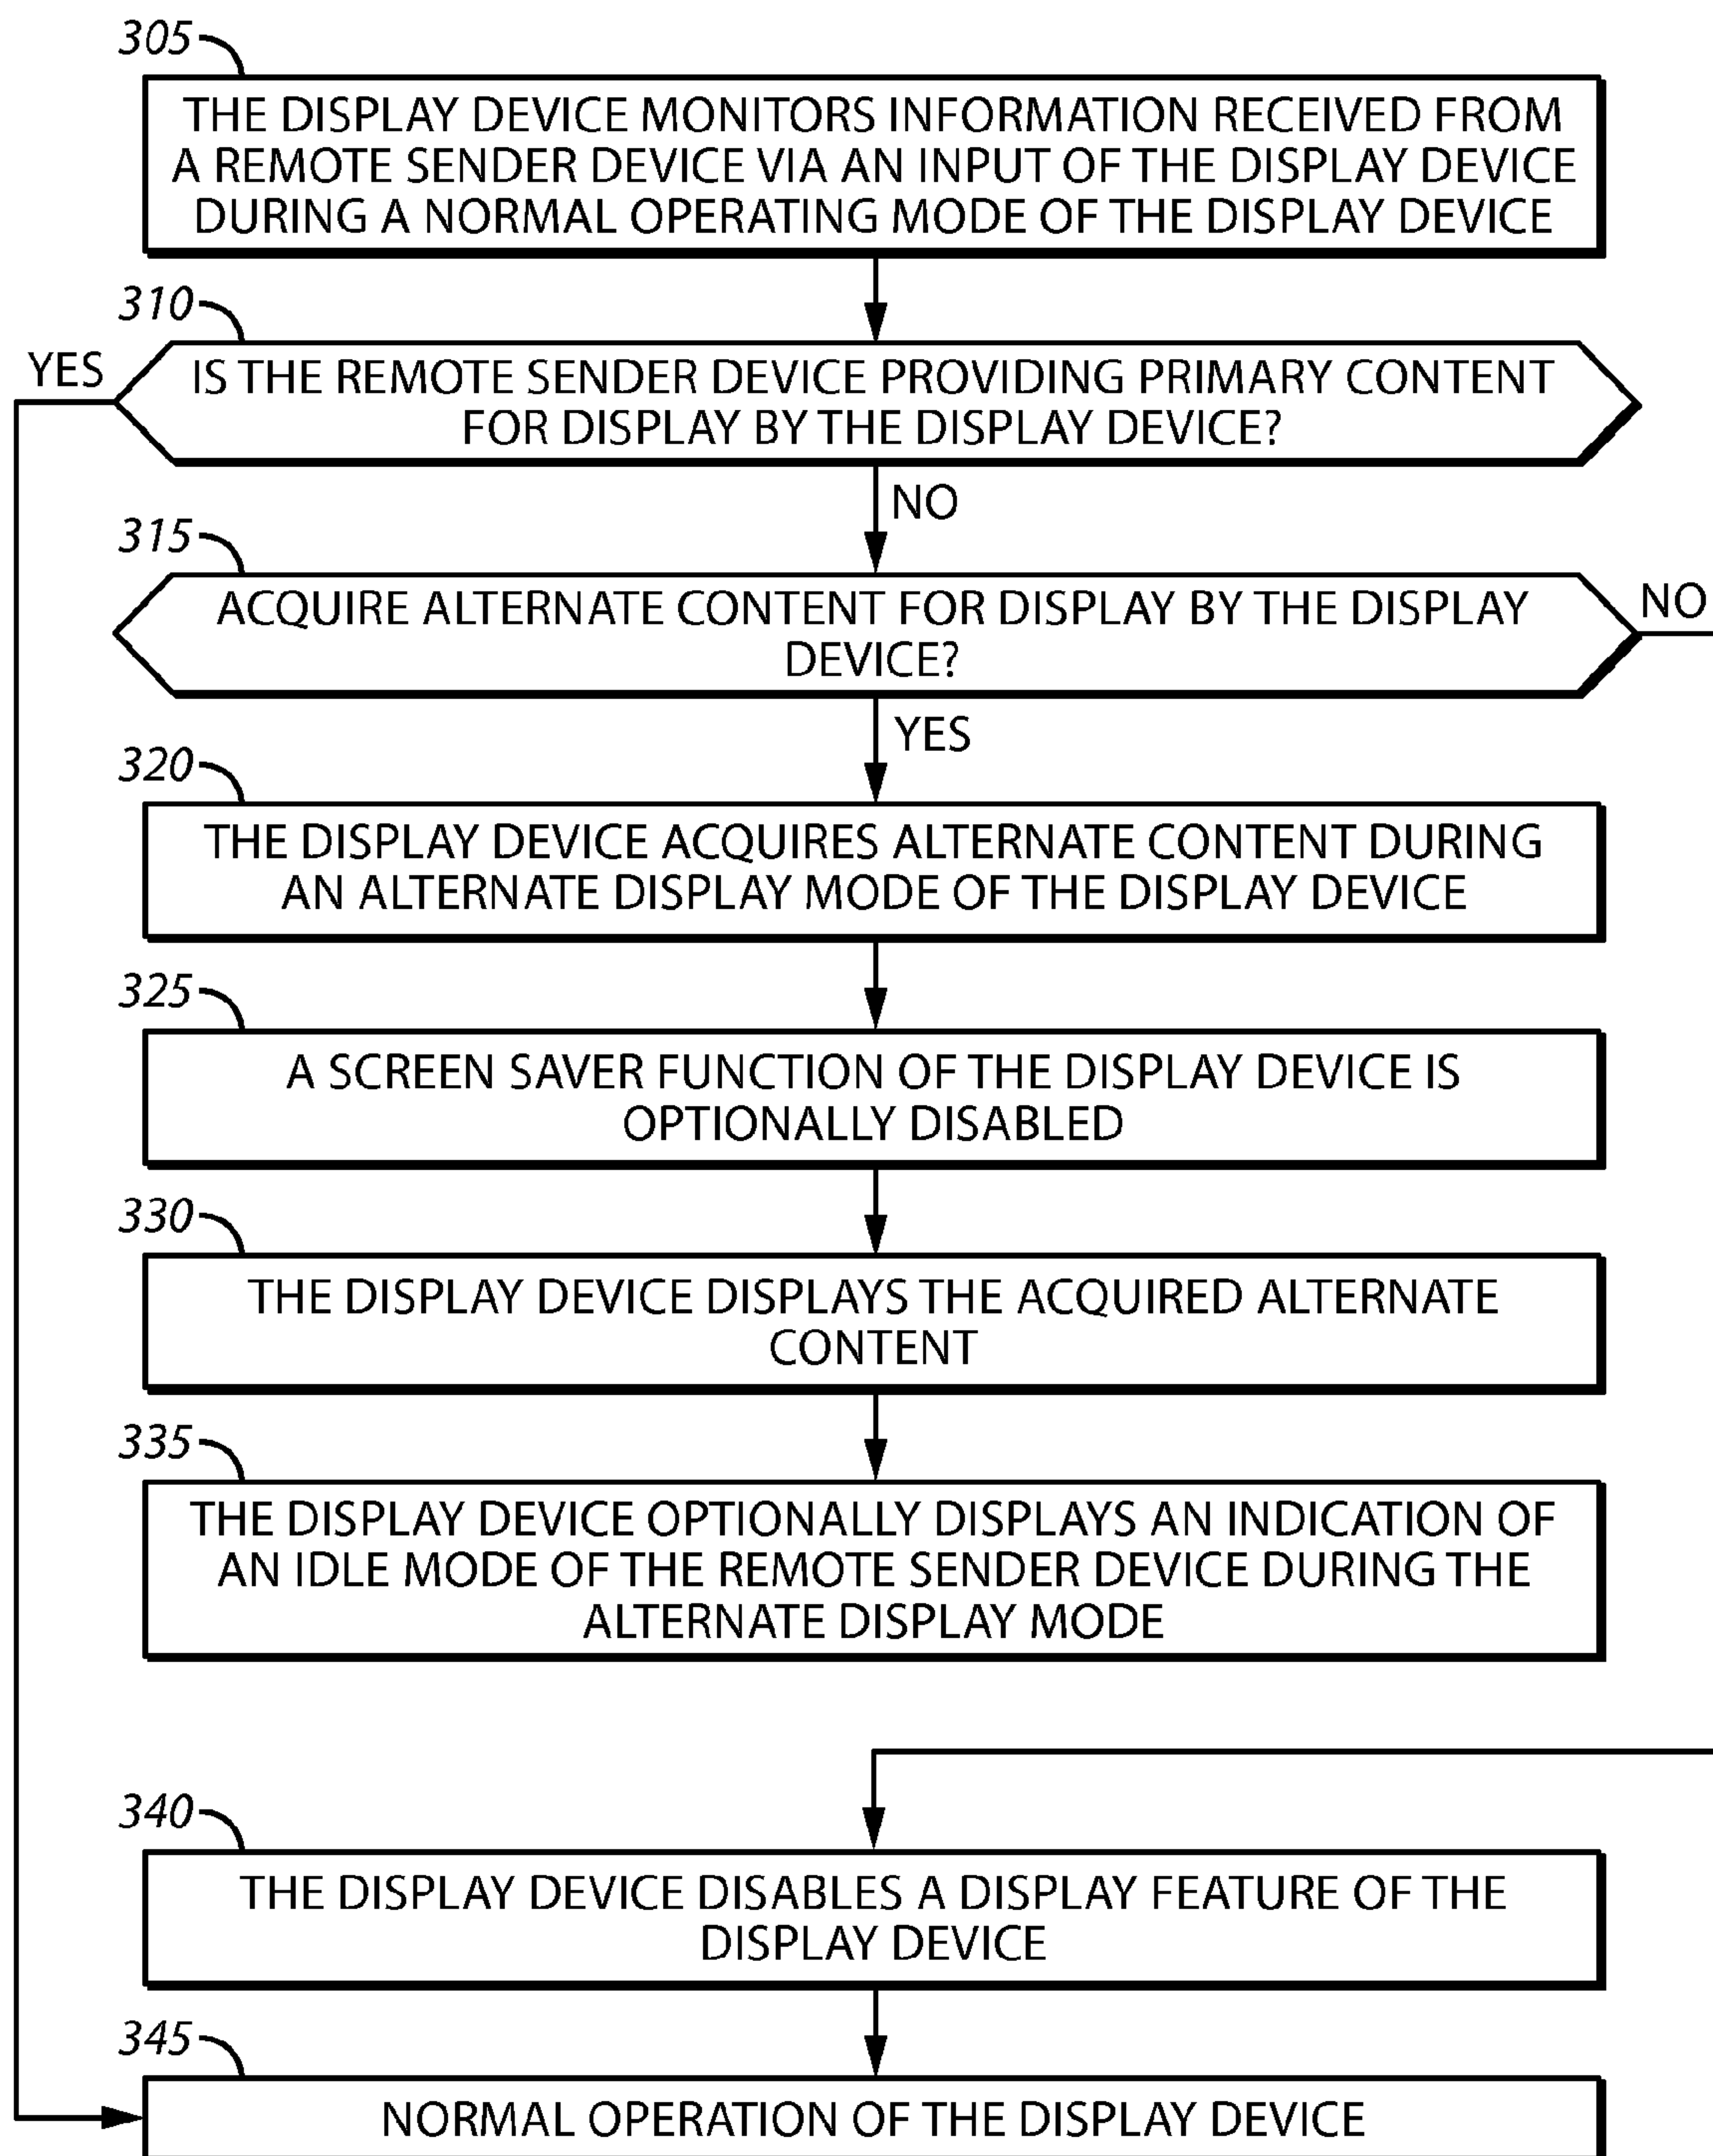 305
THE DISPLAY DEVICE MONITORS INFORMATION RECEIVED FROM
A REMOTE SENDER DEVICE VIA AN INPUT OF THE DISPLAY DEVICE
DURING A NORMAL OPERATING MODE OF THE DISPLAY DEVICE
310
YES
IS THE REMOTE SENDER DEVICE PROVIDING PRIMARY CONTENT
FOR DISPLAY BY THE DISPLAY DEVICE?
NO
315
ACQUIRE ALTERNATE CONTENT FOR DISPLAY BY THE DISPLAY
DEVICE?
NO
YES
320
THE DISPLAY DEVICE ACQUIRES ALTERNATE CONTENT DURING
AN ALTERNATE DISPLAY MODE OF THE DISPLAY DEVICE
325
A SCREEN SAVER FUNCTION OF THE DISPLAY DEVICE IS
OPTIONALLY DISABLED
330
THE DISPLAY DEVICE DISPLAYS THE ACQUIRED ALTERNATE
CONTENT
335
THE DISPLAY DEVICE OPTIONALLY DISPLAYS AN INDICATION OF
AN IDLE MODE OF THE REMOTE SENDER DEVICE DURING THE
ALTERNATE DISPLAY MODE
340
THE DISPLAY DEVICE DISABLES A DISPLAY FEATURE OF THE
DISPLAY DEVICE
345
NORMAL OPERATION OF THE DISPLAY DEVICE